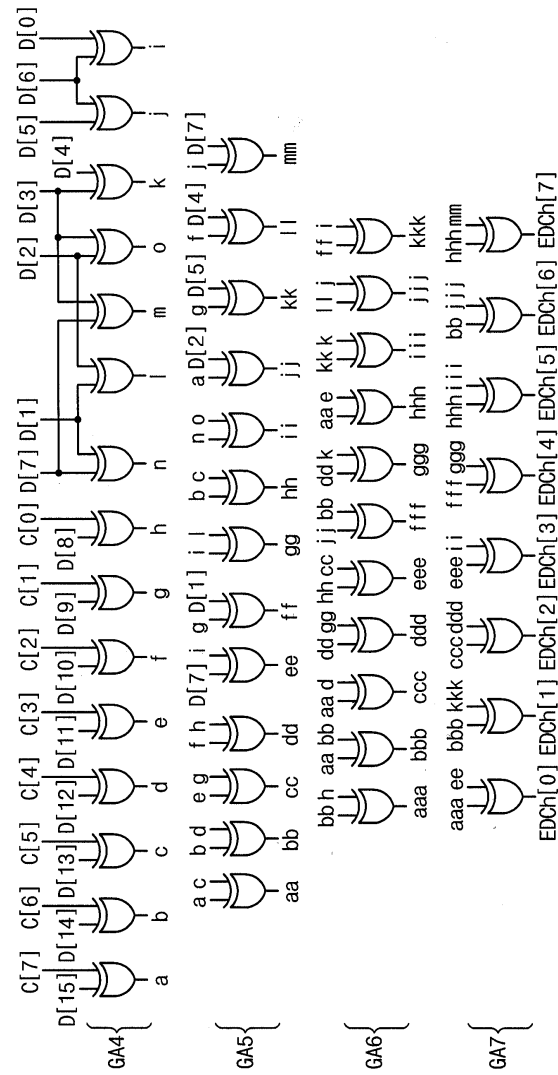 C[7] C[6] C[5] C[4] C[3] C[2] C[1] C[0] D[7] D[1] D[2] D[3] D[5] D[6] D[0]
D[15] D[14] D[13] D[12] D[11] D[10] D[9] D[8] D[4]
GA4
a b c d e f g h n l m o k j i
a c b d e g f h D[7] i g D[1] i l b c n o a D[2] g D[5] f D[4] j D[7]
GA5
aa bb cc dd ee ff gg hh ii jj kk ll mm
bb h aa bb aa d dd gg hh cc jj bb dd k aa e kk k ll j ff i
GA6
aaa bbb ccc ddd eee fff ggg hhh iii jjj kkk
aaa ee bbb kkk ccc ddd eee ii fff ggg hhh iii bb jjj hhh mm
GA7
EDCh[0] EDCh[1] EDCh[2] EDCh[3] EDCh[4] EDCh[5] EDCh[6] EDCh[7]